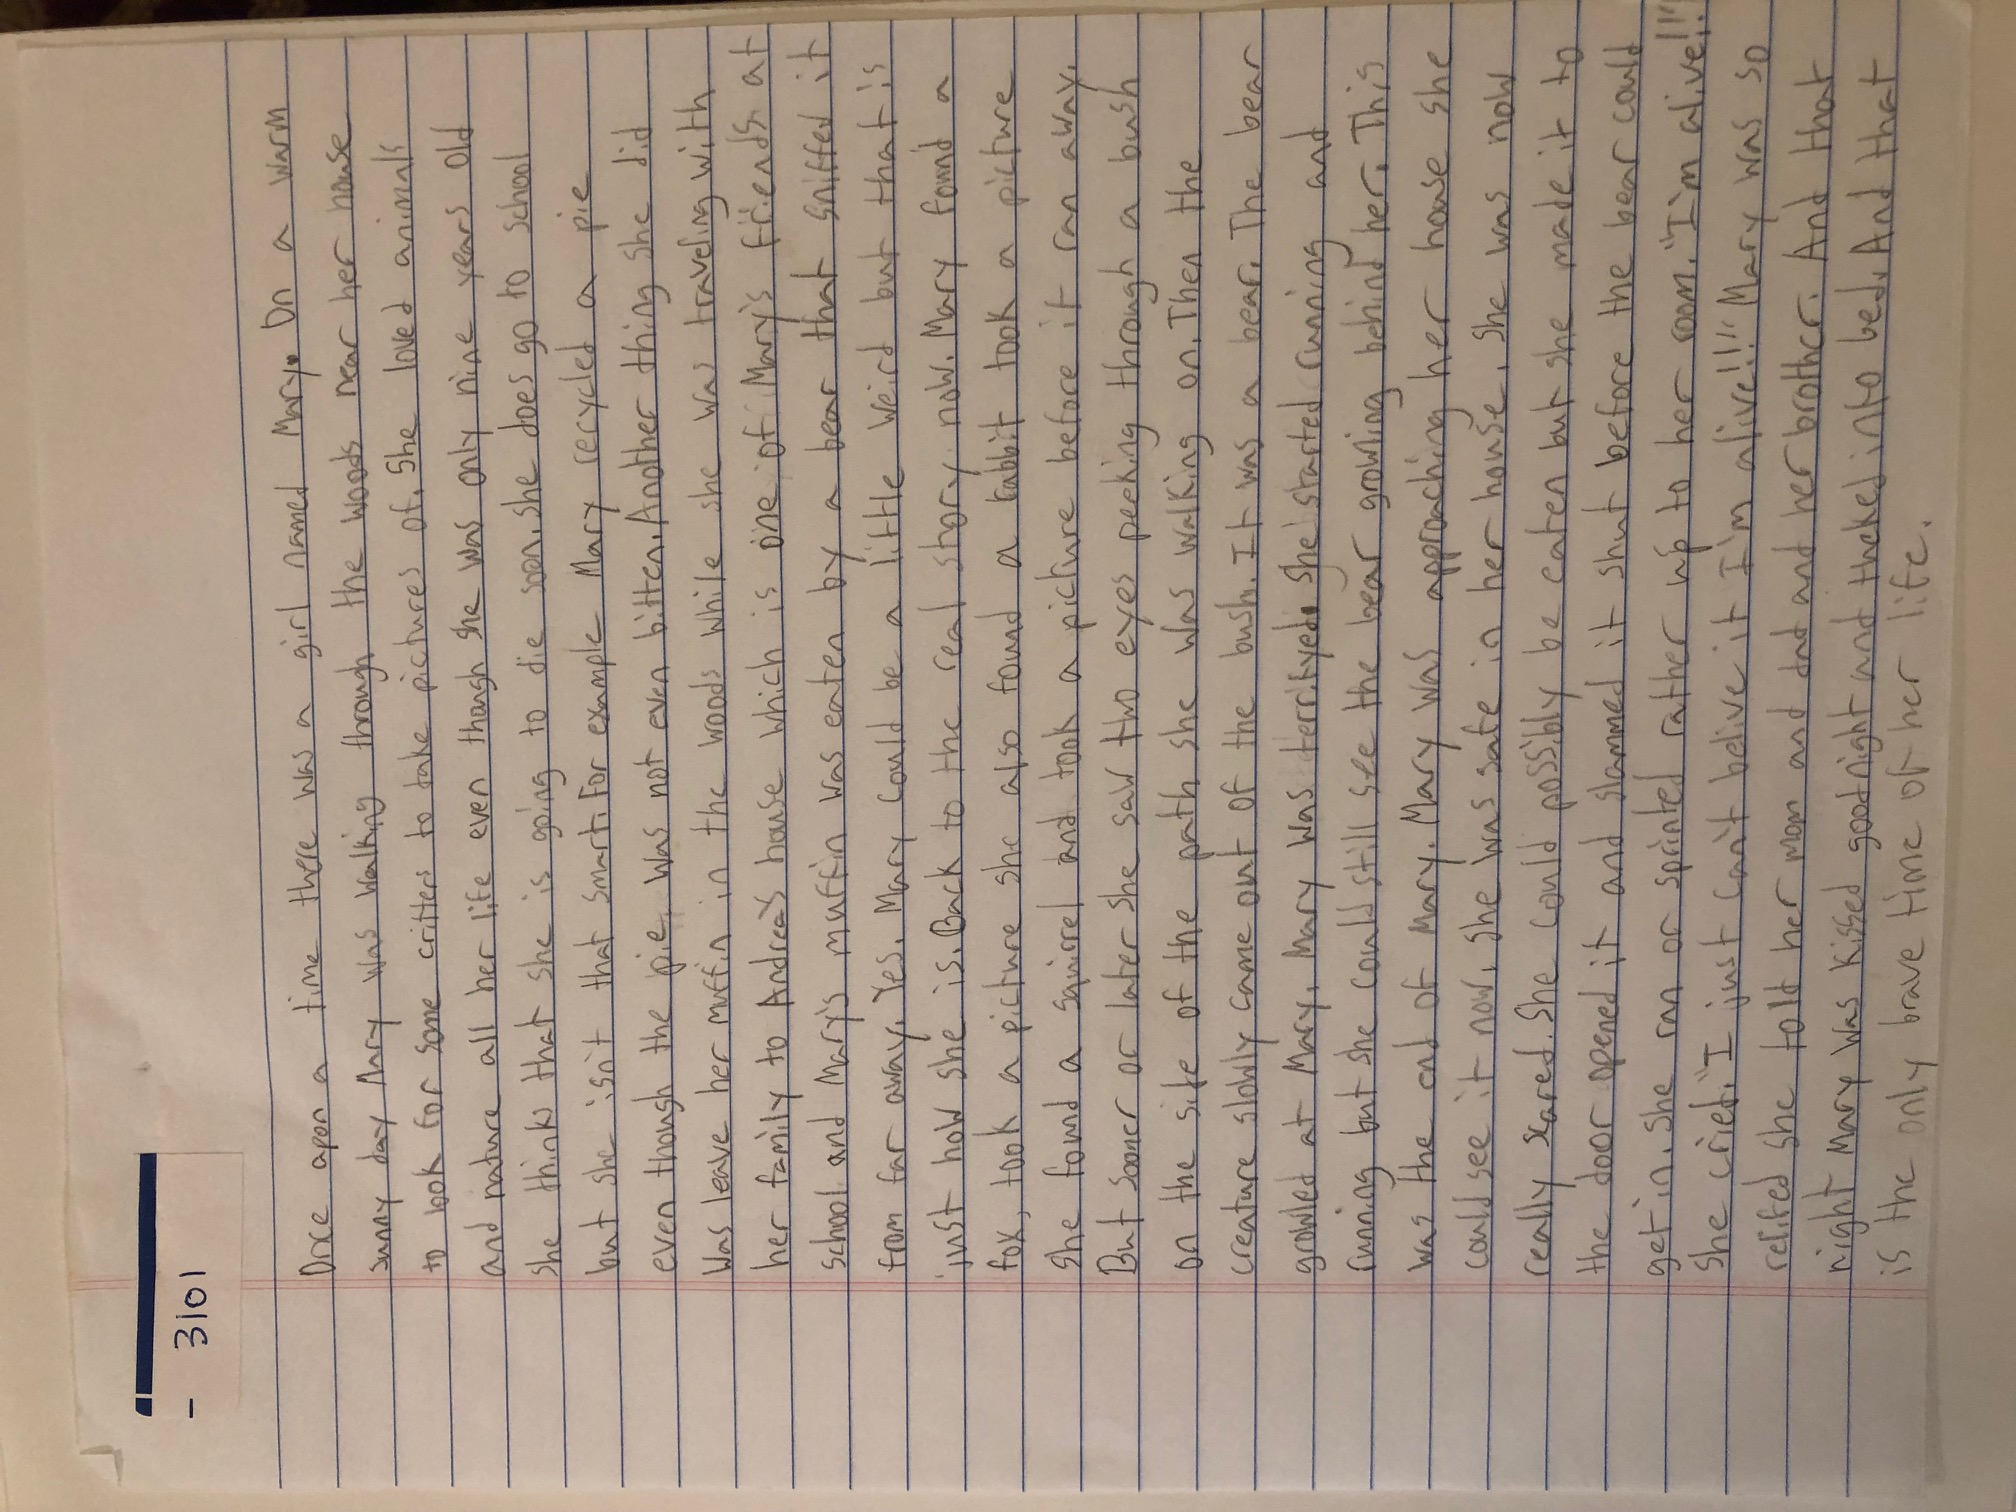 - 3101
Once apon a time there was a girl named Mary. On a warm
sunny day Mary was walking through the woods near her house
to look for some critters to take pictures of. She loved animals
and nature all her life even though she was only nine years old
she thinks that she is going to die soon. She does go to school
but she isn't that smart. For example Mary recycled a pie
even though the pie was not even bitten. Another thing she did
was leave her muffin in the woods while she was traveling with
her family to Andrea's house which is one of Mary's friends at
school and Mary's muffin was eaten by a bear that sniffed it
from far away. Yes, Mary could be a little weird but that is
just how she is. Back to the real story now. Mary found a
fox, took a picture she also found a rabbit took a picture
she found a squirrel and took a picture before it ran away.
But sooner or later she saw two eyes peeking through a bush
on the side of the path she was walking on. Then the
creature slowly came out of the bush. It was a bear. The bear
growled at Mary. Mary was terrifyed. She started running and
running but she could still see the bear growling behind her. This
was the end of Mary. Mary was approaching her house she
could see it now. She was safe in her house. She was now
really scared. She could possibly be eaten but she made it to
the door opened it and slammed it shut before the bear could
get in. She ran or sprinted rather up to her room. "I'm alive!!"
She cried. "I just can't belive it I'm alive!!!" Mary was so
relifed she told her mom and dad and her brother. And that
night Mary was kissed goodnight and into bed. And that
is the only brave time of her life.